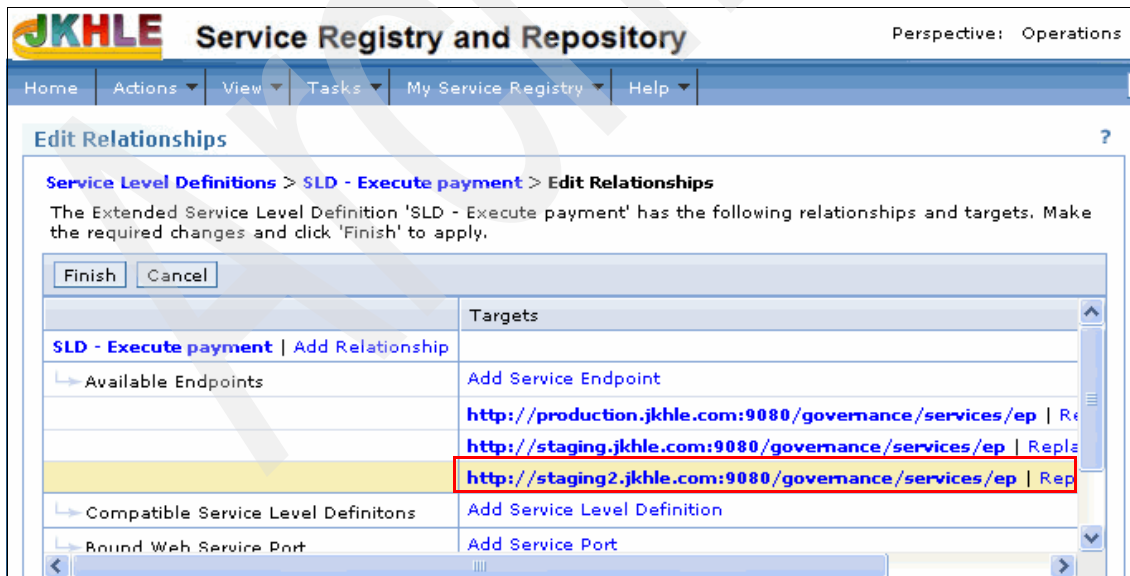 JKHLE Service Registry and Repository Perspective: Operations
Home Actions View Tasks My Service Registry Help
Edit Relationships ?
Service Level Definitions > SLD - Execute payment > Edit Relationships
The Extended Service Level Definition 'SLD - Execute payment' has the following relationships and targets. Make
the required changes and click 'Finish' to apply.
Finish Cancel
Targets
SLD - Execute payment | Add Relationship
Available Endpoints Add Service Endpoint
http://production.jkhle.com:9080/governance/services/ep | Re
http://staging.jkhle.com:9080/governance/services/ep | Repla
http://staging2.jkhle.com:9080/governance/services/ep | Rep
Compatible Service Level Definitons Add Service Level Definition
Bound Web Service Port Add Service Port